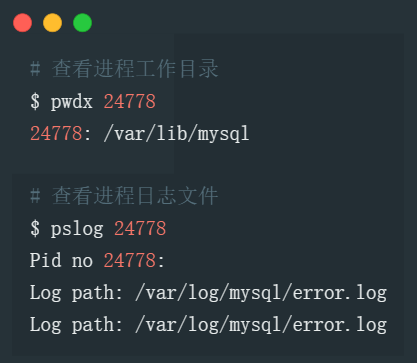 # 查看进程工作目录
$ pwdx 24778
24778: /var/lib/mysql
# 查看进程日志文件
$ pslog 24778
Pid no 24778:
Log path: /var/log/mysql/error.log
Log path: /var/log/mysql/error.log